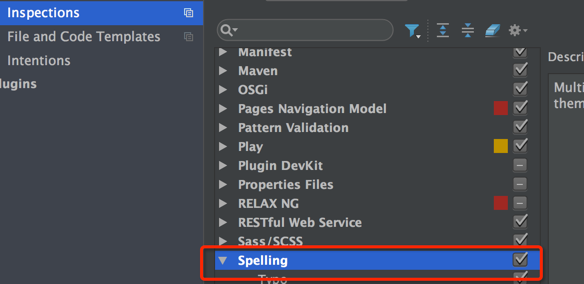 Inspections
File and Code Templates
Intentions
lugins
Manifest
Maven
OSGi
Pages Navigation Model
Pattern Validation
Play
Plugin DevKit
Properties Files
RELAX NG
RESTful Web Service
Sass/SCSS
Spelling
Typo
Descri
Multi
them